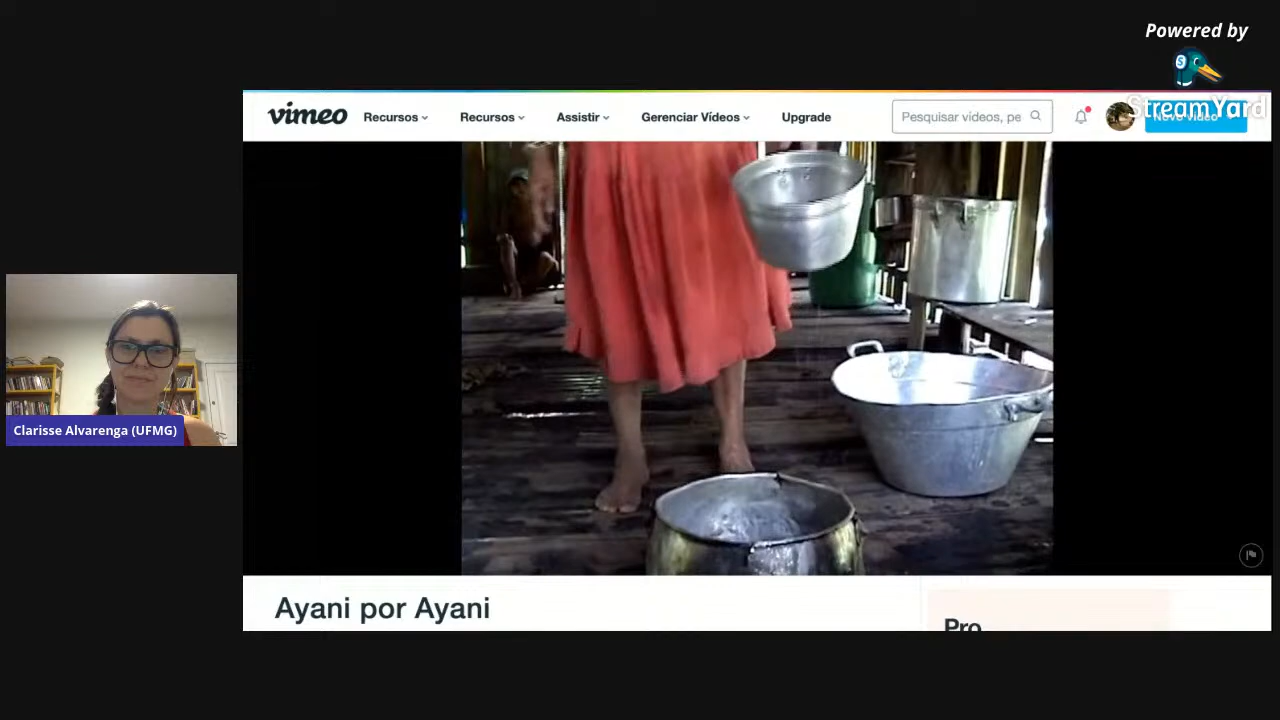 Powered by
StreamYard
vimeo Recursos Recursos Assistir Gerenciar Vídeos Upgrade Pesquisar vídeos, pe
Clarisse Alvarenga (UFMG)
Ayani por Ayani
Pro